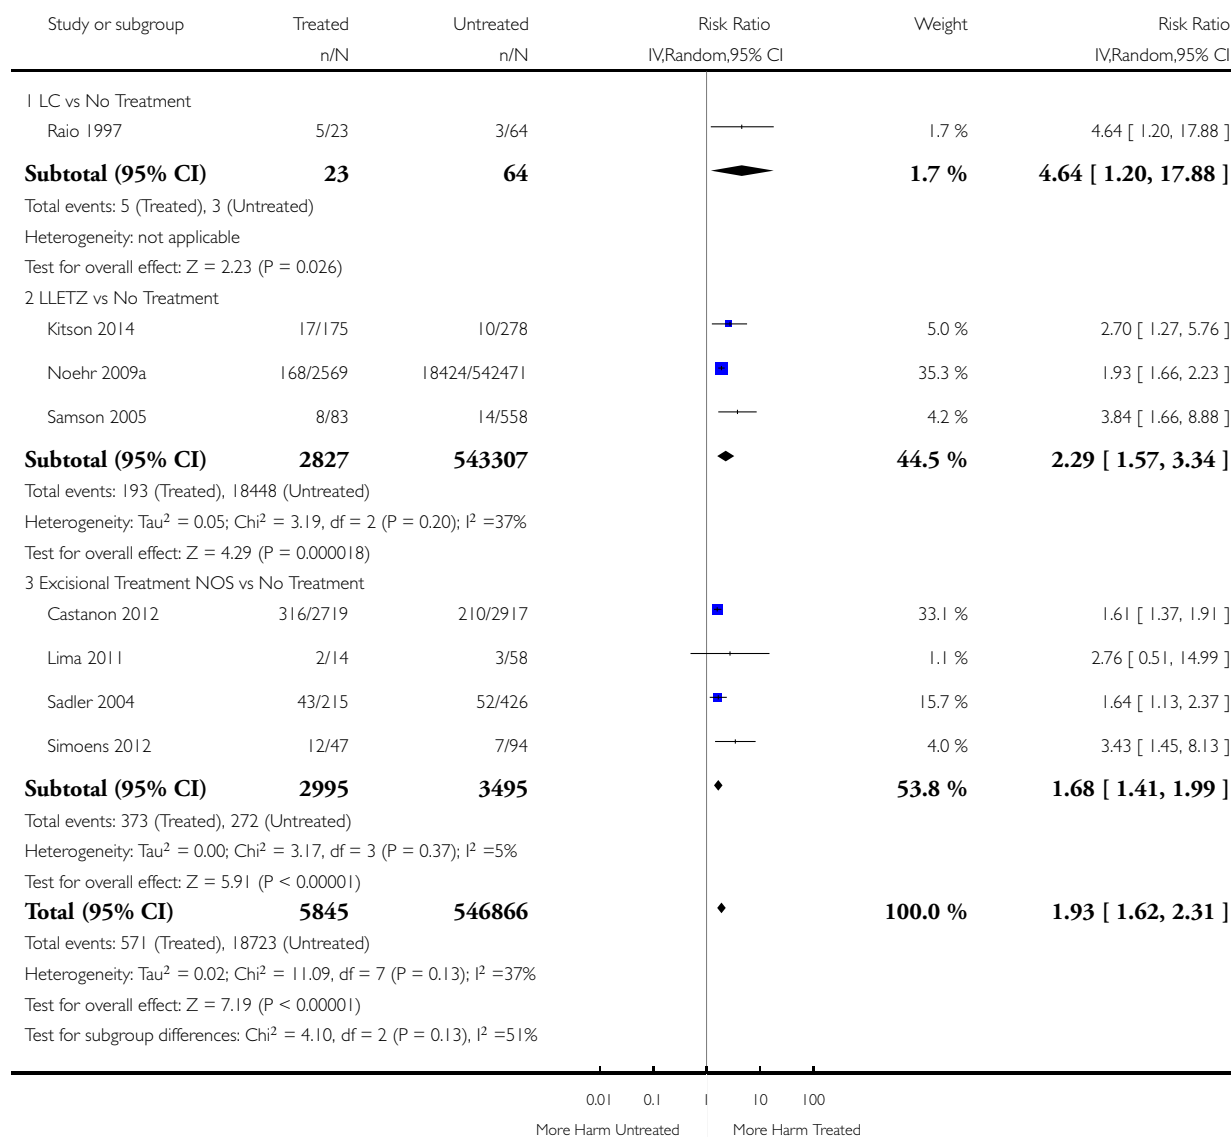 Study or subgroup Treated Untreated Risk Ratio Weight Risk Ratio
n/N n/N IV,Random,95% CI IV,Random,95% CI
1 LC vs No Treatment
Raio 1997 5/23 3/64 1.7 % 4.64 [ 1.20, 17.88 ]
Subtotal (95% CI) 23 64 1.7 % 4.64 [ 1.20, 17.88 ]
Total events: 5 (Treated), 3 (Untreated)
Heterogeneity: not applicable
Test for overall effect: Z = 2.23 (P = 0.026)
2 LLETZ vs No Treatment
Kitson 2014 17/175 10/278 5.0 % 2.70 [ 1.27, 5.76 ]
Noehr 2009a 168/2569 18424/542471 35.3 % 1.93 [ 1.66, 2.23 ]
Samson 2005 8/83 14/558 4.2 % 3.84 [ 1.66, 8.88 ]
Subtotal (95% CI) 2827 543307 44.5 % 2.29 [ 1.57, 3.34 ]
Total events: 193 (Treated), 18448 (Untreated)
Heterogeneity: Tau² = 0.05; Chi² = 3.19, df = 2 (P = 0.20); I² =37%
Test for overall effect: Z = 4.29 (P = 0.000018)
3 Excisional Treatment NOS vs No Treatment
Castanon 2012 316/2719 210/2917 33.1 % 1.61 [ 1.37, 1.91 ]
Lima 2011 2/14 3/58 1.1 % 2.76 [ 0.51, 14.99 ]
Sadler 2004 43/215 52/426 15.7 % 1.64 [ 1.13, 2.37 ]
Simoens 2012 12/47 7/94 4.0 % 3.43 [ 1.45, 8.13 ]
Subtotal (95% CI) 2995 3495 53.8 % 1.68 [ 1.41, 1.99 ]
Total events: 373 (Treated), 272 (Untreated)
Heterogeneity: Tau² = 0.00; Chi² = 3.17, df = 3 (P = 0.37); I² =5%
Test for overall effect: Z = 5.91 (P < 0.00001)
Total (95% CI) 5845 546866 100.0 % 1.93 [ 1.62, 2.31 ]
Total events: 571 (Treated), 18723 (Untreated)
Heterogeneity: Tau² = 0.02; Chi² = 11.09, df = 7 (P = 0.13); I² =37%
Test for overall effect: Z = 7.19 (P < 0.00001)
Test for subgroup differences: Chi² = 4.10, df = 2 (P = 0.13), I² =51%
0.01 0.1 1 10 100
More Harm Untreated More Harm Treated